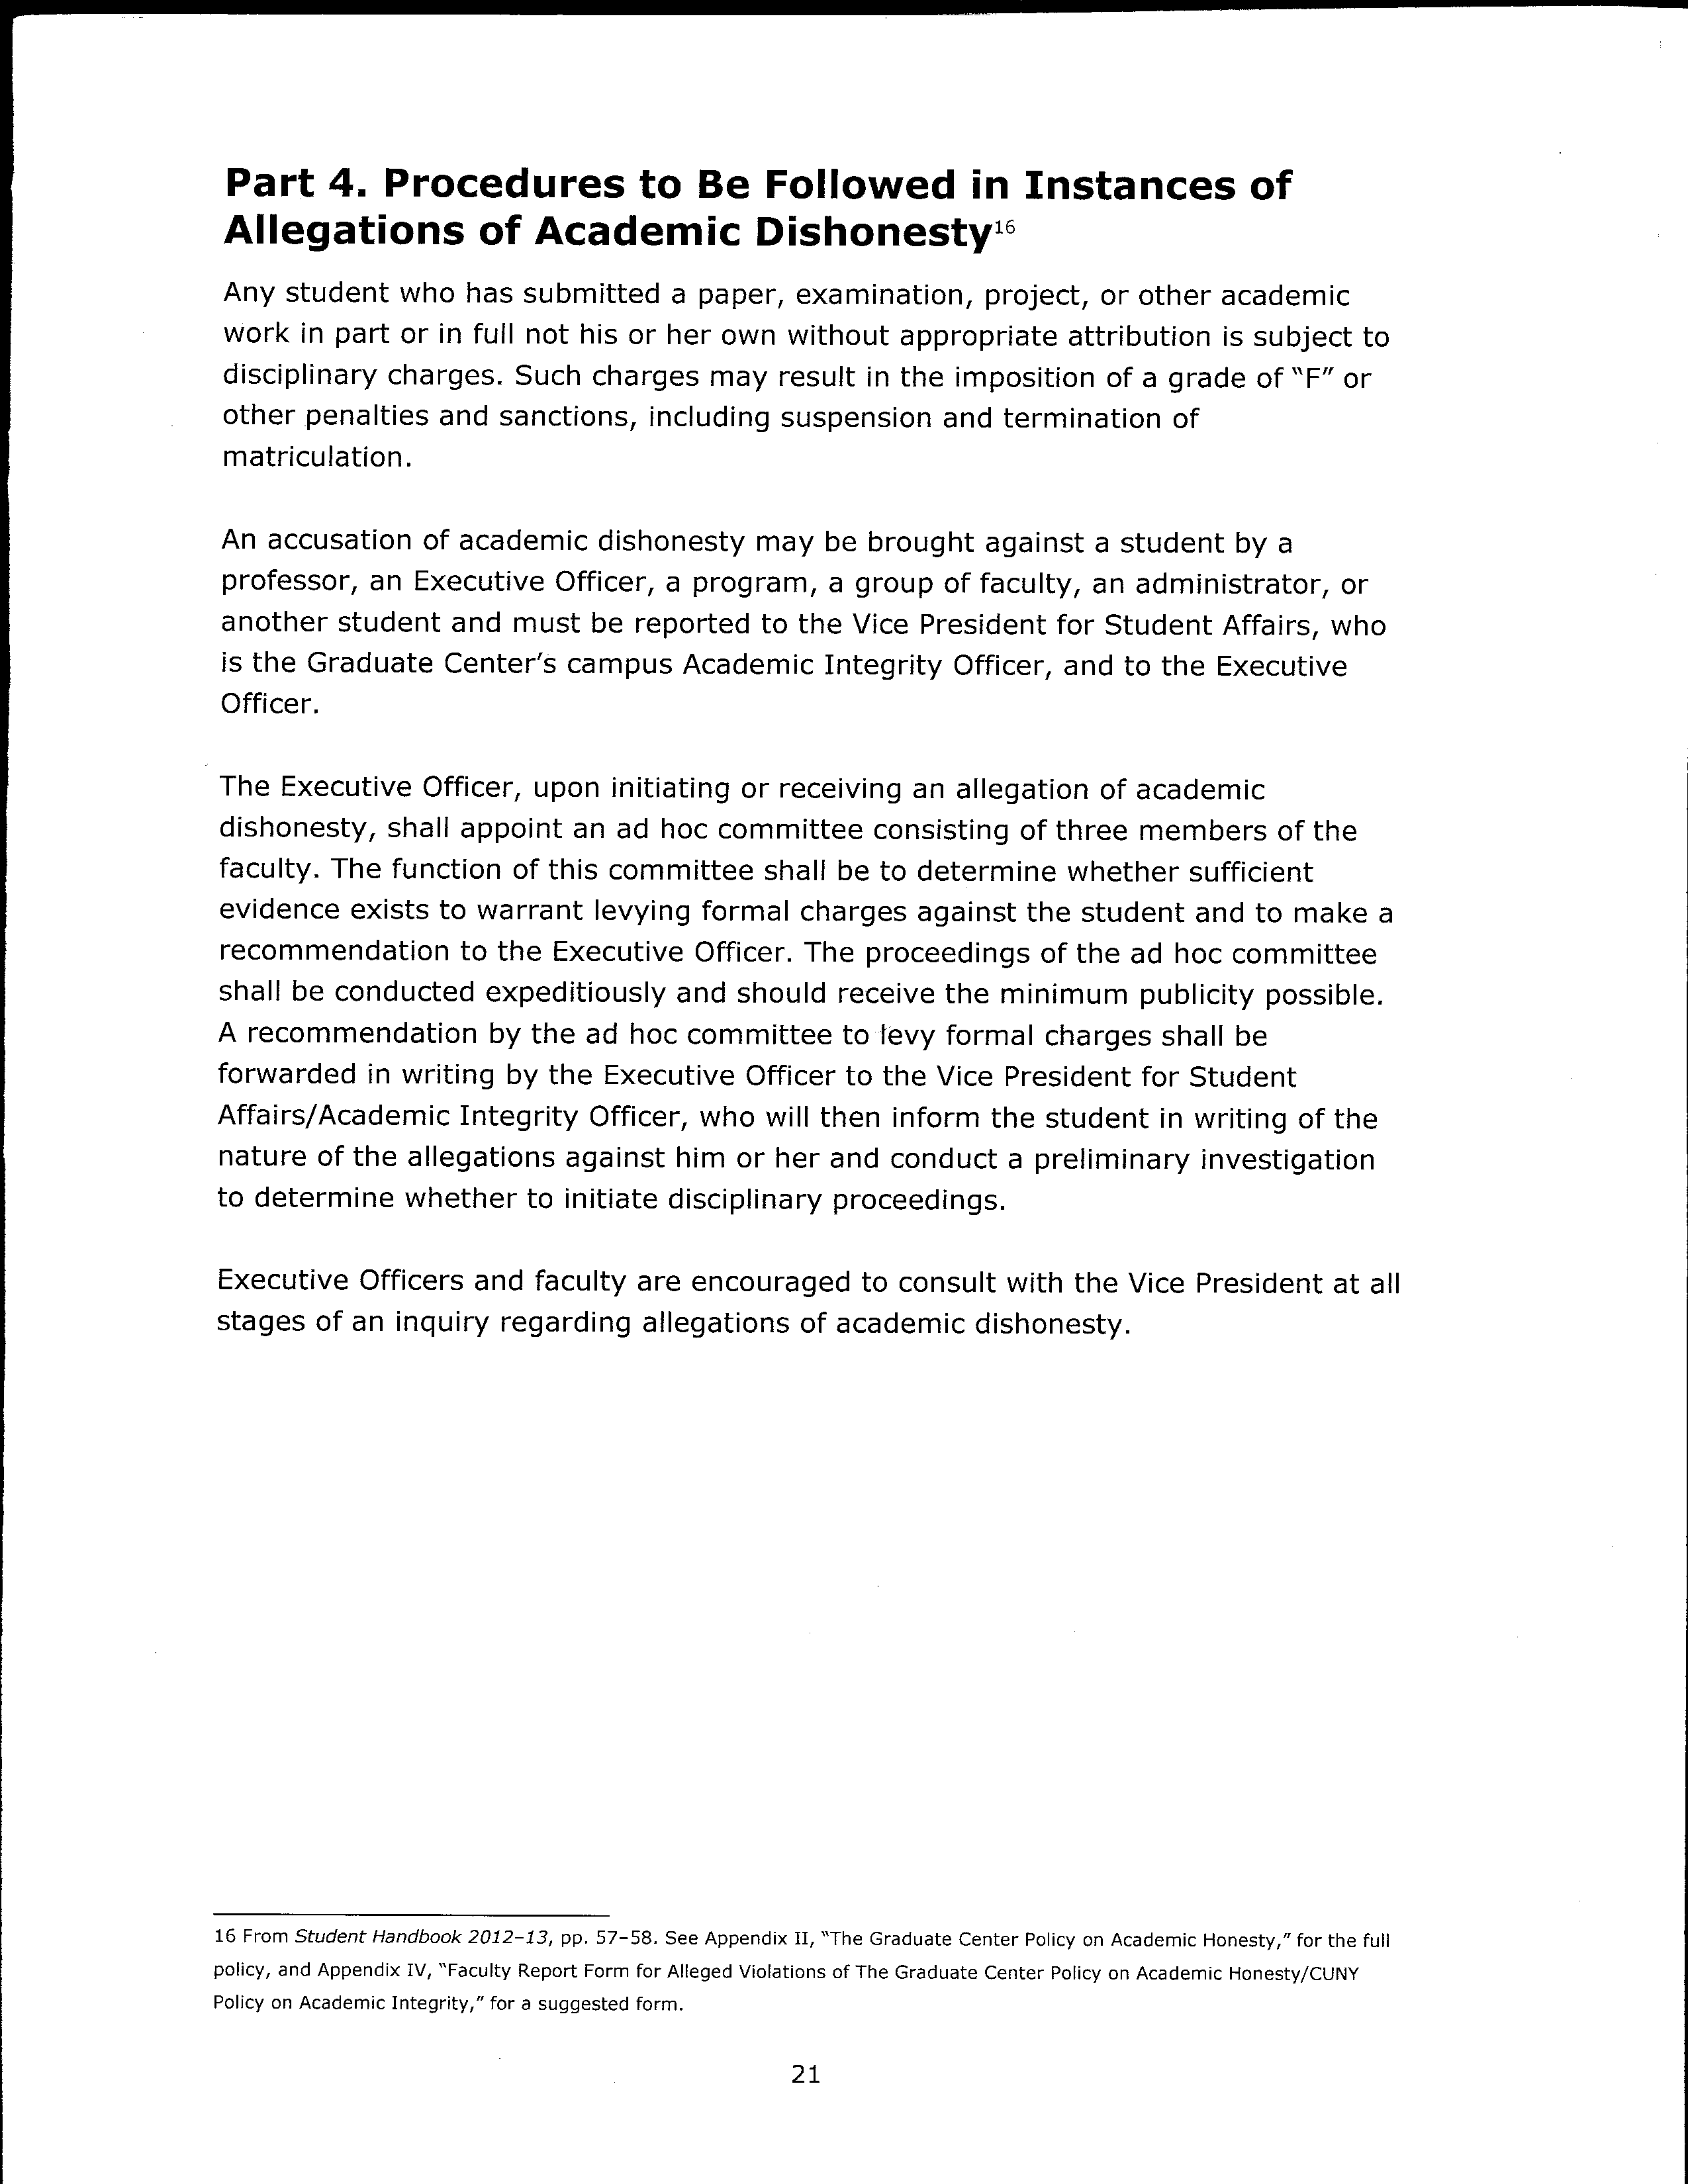 Part 4. Procedures to Be Followed in Instances of
Allegations of Academic Dishonesty16
Any student who has submitted a paper, examination, project, or other academic
work in part or in full not his or her own without appropriate attribution is subject to
disciplinary charges. Such charges may result in the imposition of a grade of “F” or
other penalties and sanctions, including suspension and termination of
matriculation.
An accusation of academic dishonesty may be brought against a student by a
professor, an Executive Officer, a program, a group of faculty, an administrator, or
another student and must be reported to the Vice President for Student Affairs, who
is the Graduate Center’s campus Academic Integrity Officer, and to the Executive
Officer.
The Executive Officer, upon initiating or receiving an allegation of academic
dishonesty, shall appoint an ad hoc committee consisting of three members of the
faculty. The function of this committee shall be to determine whether sufficient
evidence exists to warrant levying formal charges against the student and to make a
recommendation to the Executive Officer. The proceedings of the ad hoc committee
shall be conducted expeditiously and should receive the minimum publicity possible.
A recommendation by the ad hoc committee to levy formal charges shall be
forwarded in writing by the Executive Officer to the Vice President for Student
Affairs/Academic Integrity Officer, who will then inform the student in writing of the
nature of the allegations against him or her and conduct a preliminary investigation
to determine whether to initiate disciplinary proceedings.
Executive Officers and faculty are encouraged to consult with the Vice President at all
stages of an inquiry regarding allegations of academic dishonesty.
16 From Student Handbook 2012–13, pp. 57–58. See Appendix II, “The Graduate Center Policy on Academic Honesty,” for the full
policy, and Appendix IV, “Faculty Report Form for Alleged Violations of The Graduate Center Policy on Academic Honesty/CUNY
Policy on Academic Integrity,” for a suggested form.
21